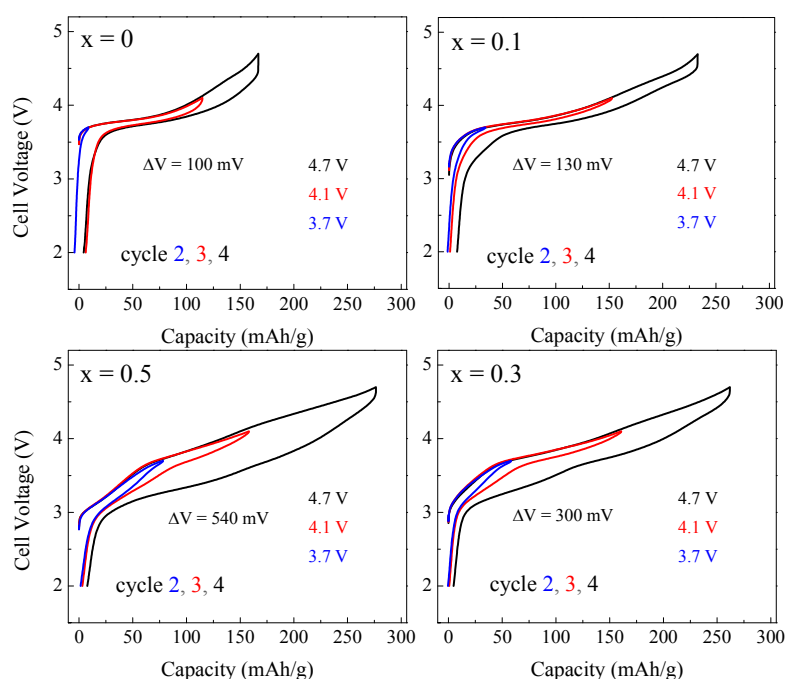 x = 0
5
4
3
2
Cell Voltage (V)
ΔV = 100 mV
4.7 V
4.1 V
3.7 V
cycle 2, 3, 4
0 50 100 150 200 250 300
Capacity (mAh/g)
x = 0.1
5
4
3
2
ΔV = 130 mV
4.7 V
4.1 V
3.7 V
cycle 2, 3, 4
0 50 100 150 200 250 300
Capacity (mAh/g)
x = 0.5
5
4
3
2
Cell Voltage (V)
ΔV = 540 mV
4.7 V
4.1 V
3.7 V
cycle 2, 3, 4
0 50 100 150 200 250 300
Capacity (mAh/g)
x = 0.3
5
4
3
2
ΔV = 300 mV
4.7 V
4.1 V
3.7 V
cycle 2, 3, 4
0 50 100 150 200 250 300
Capacity (mAh/g)